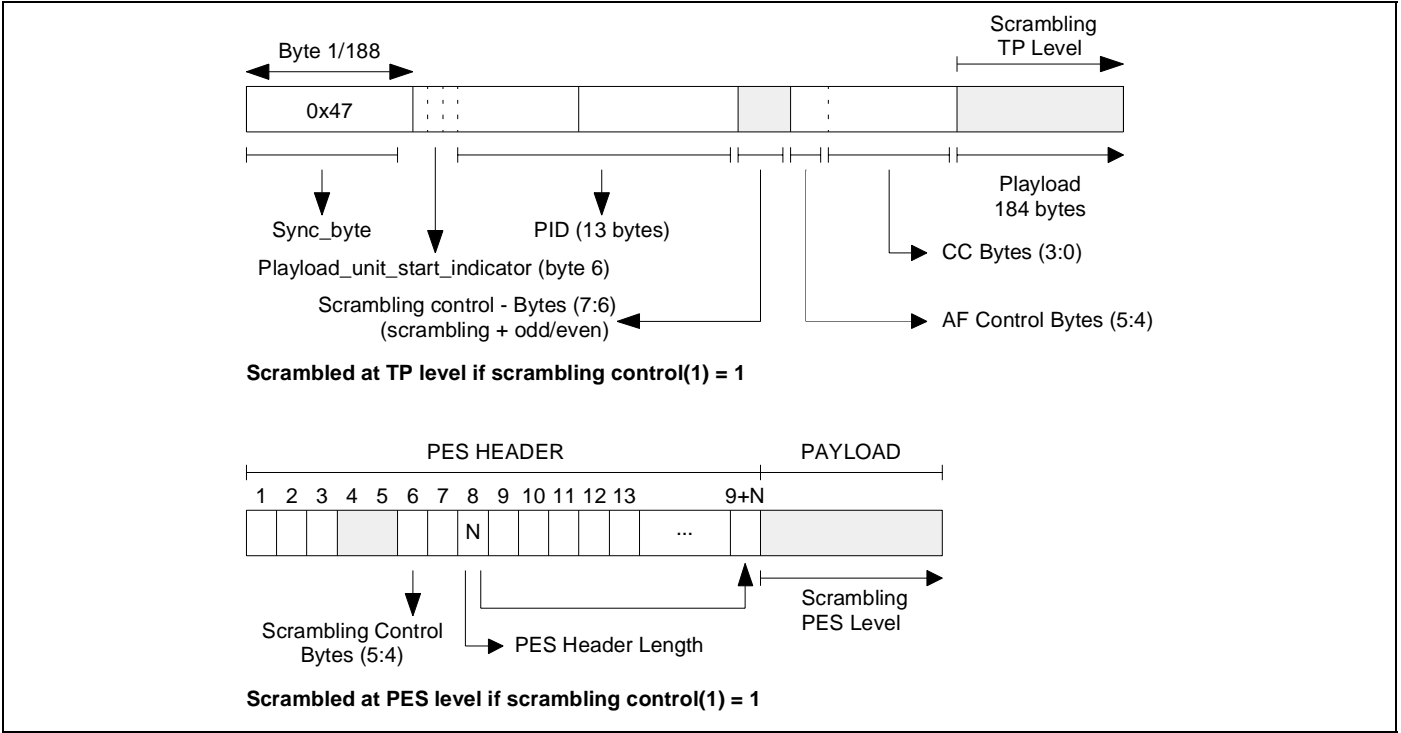 Scrambling
TP Level
Byte 1/188
0x47
Playload
184 bytes
Sync_byte
PID (13 bytes)
CC Bytes (3:0)
Playload_unit_start_indicator (byte 6)
Scrambling control - Bytes (7:6)
(scrambling + odd/even)
AF Control Bytes (5:4)
Scrambled at TP level if scrambling control(1) = 1
PES HEADER
PAYLOAD
1 2 3 4 5 6 7 8 9 10 11 12 13 9+N
N
...
Scrambling
PES Level
Scrambling Control
Bytes (5:4)
PES Header Length
Scrambled at PES level if scrambling control(1) = 1